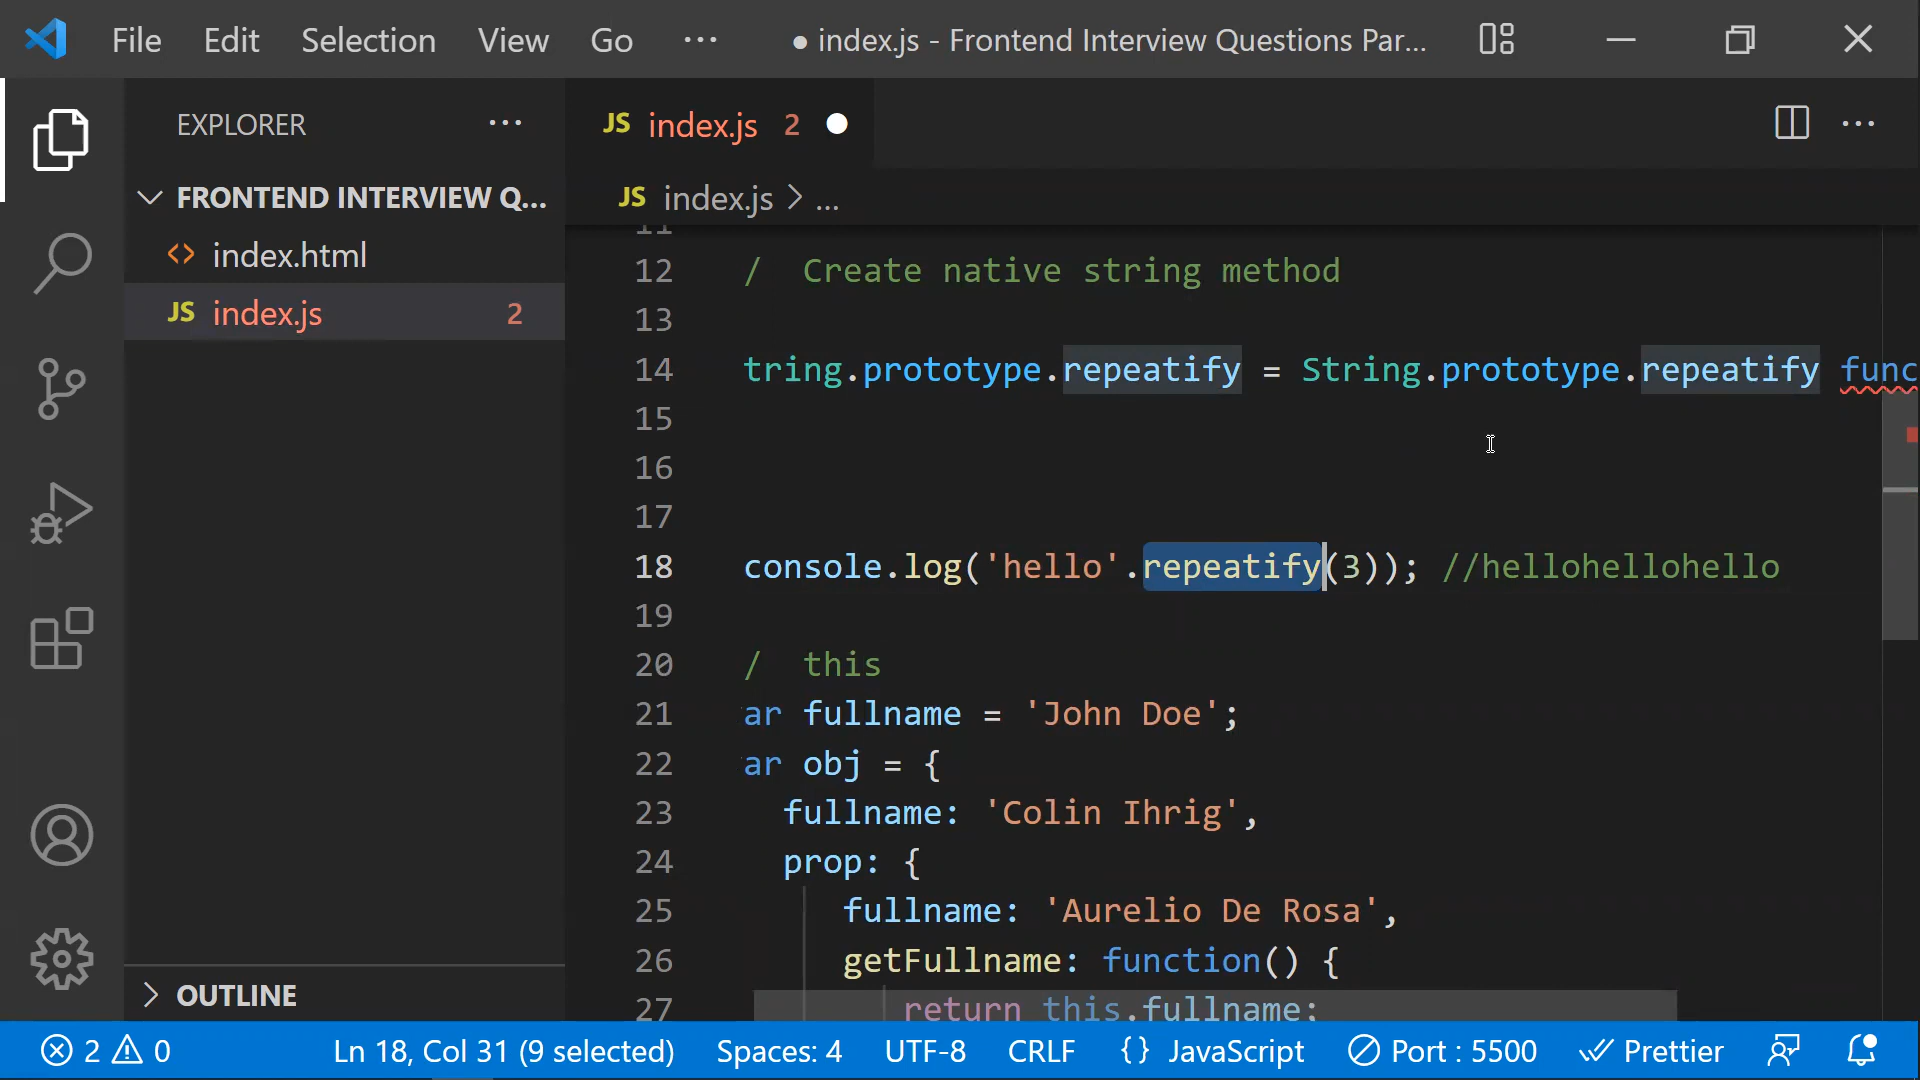 File Edit Selection View Go ··· ● index.js - Frontend Interview Questions Par...
EXPLORER ···
JS index.js 2 ●
FRONTEND INTERVIEW Q...
JS index.js > ...
<> index.html
JS index.js 2
11
12 / Create native string method
13
14 tring.prototype.repeatify = String.prototype.repeatify func
15
16
17
18 console.log('hello'.repeatify(3)); //hellohellohello
19
20 / this
21 ar fullname = 'John Doe';
22 ar obj = {
23 fullname: 'Colin Ihrig',
24 prop: {
25 fullname: 'Aurelio De Rosa',
26 getFullname: function() {
27 return this.fullname;
OUTLINE
2 0 Ln 18, Col 31 (9 selected) Spaces: 4 UTF-8 CRLF {} JavaScript Port : 5500 Prettier